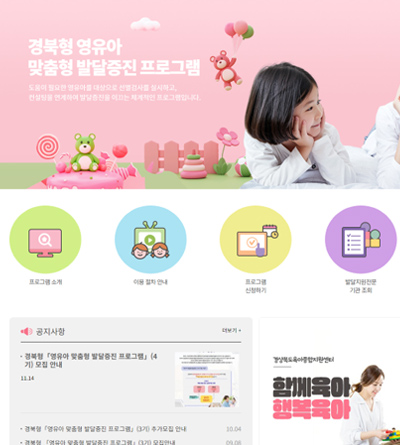 경북형 영유아
맞춤형 발달증진 프로그램
도움이 필요한 영유아를 대상으로 선별검사를 실시하고,
컨설팅을 연계하여 발달증진을 이끄는 체계적인 프로그램입니다.
프로그램 소개
이용 절차 안내
프로그램
신청하기
발달지원전문
기관 조회
공지사항
더보기 +
경북형「영유아 맞춤형 발달증진 프로그램」(4
기) 모집 안내
11.14
경북형「영유아 맞춤형 발달증진 프로그램」(3기) 추가모집 안내
10.04
경북형 「영유아 맞춤형 발달증진 프로그램」(3기) 모집안내
09.06
경상북도육아종합지원센터
함께육아
행복육아